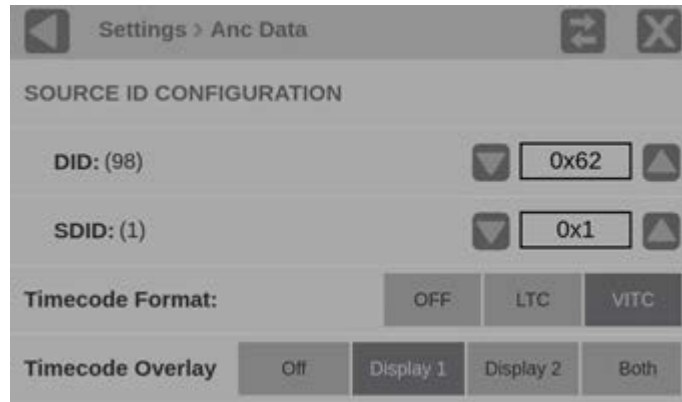 Settings > Anc Data
SOURCE ID CONFIGURATION
DID: (98) 0x62
SDID: (1) 0x1
Timecode Format: OFF LTC VITC
Timecode Overlay Off Display 1 Display 2 Both